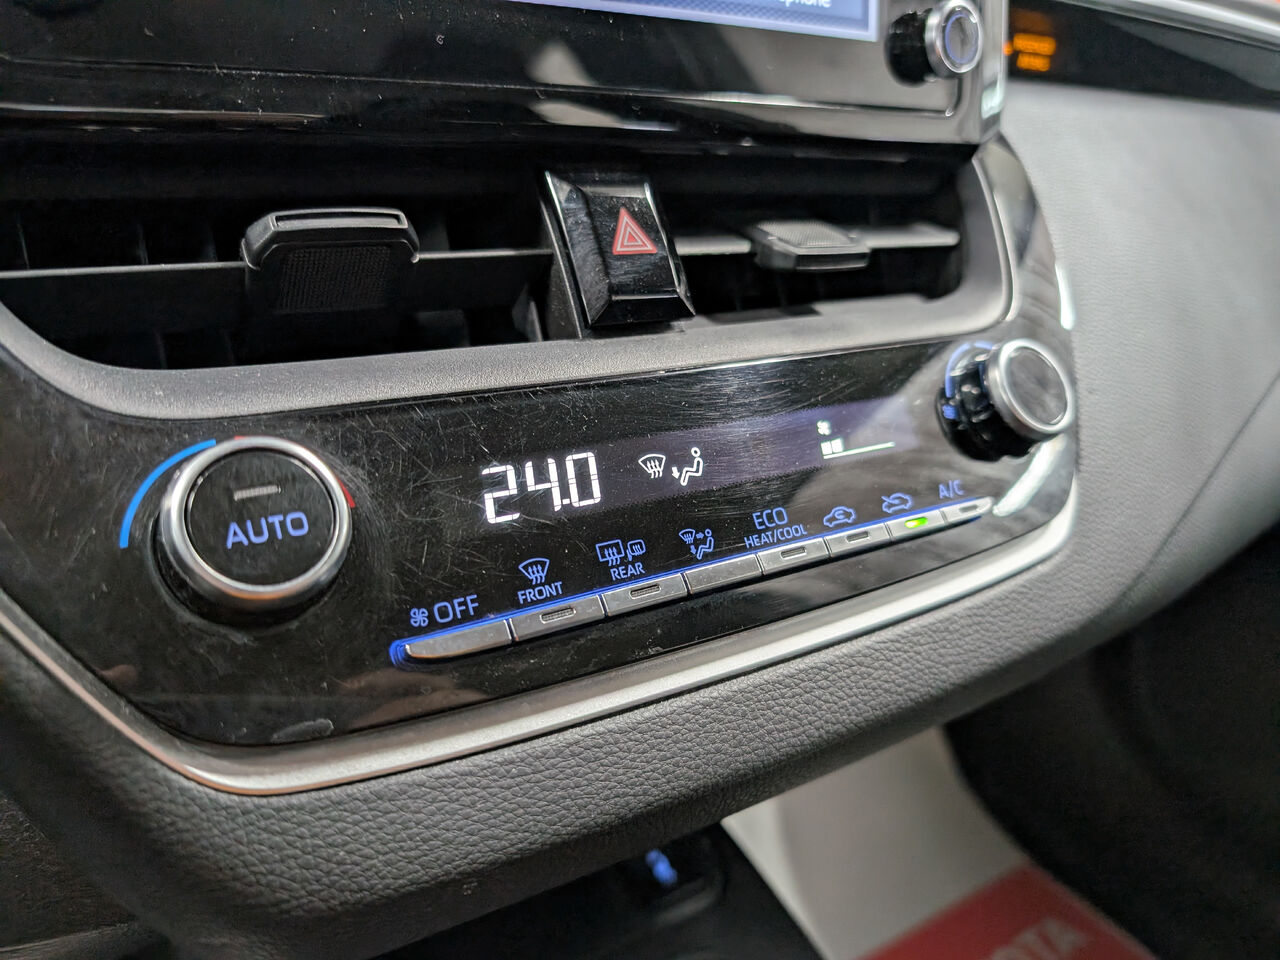 24.0
AUTO
OFF
FRONT
REAR
ECO
HEAT/COOL
A/C